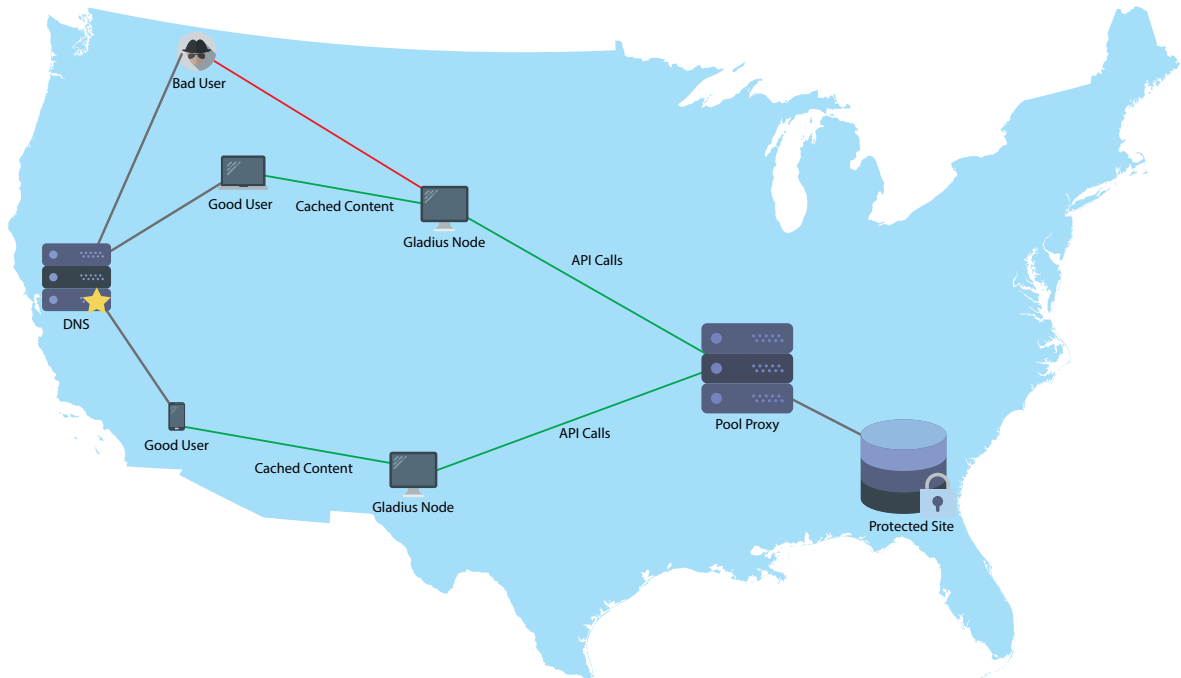 Bad User
Good User
Cached Content
Gladius Node
API Calls
DNS
Pool Proxy
API Calls
Good User
Cached Content
Gladius Node
Protected Site